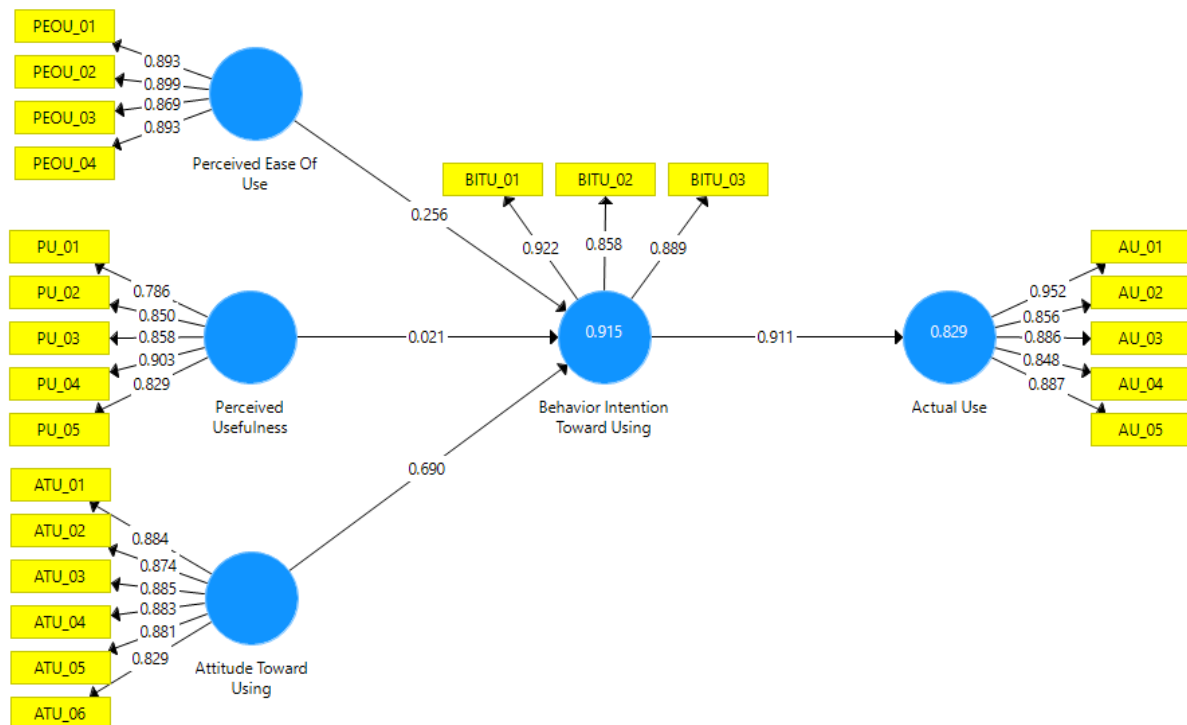 PEOU_01
PEOU_02
PEOU_03
PEOU_04
0.893
0.899
0.869
0.893
Perceived Ease Of
Use
0.256
BITU_01
BITU_02
BITU_03
0.922
0.858
0.889
PU_01
PU_02
PU_03
PU_04
PU_05
0.786
0.850
0.858
0.903
0.829
Perceived
Usefulness
0.021
0.915
Behavior Intention
Toward Using
0.911
0.829
Actual Use
0.952
0.856
0.886
0.848
0.887
AU_01
AU_02
AU_03
AU_04
AU_05
0.690
ATU_01
ATU_02
ATU_03
ATU_04
ATU_05
ATU_06
0.884
0.874
0.885
0.883
0.881
0.829
Attitude Toward
Using